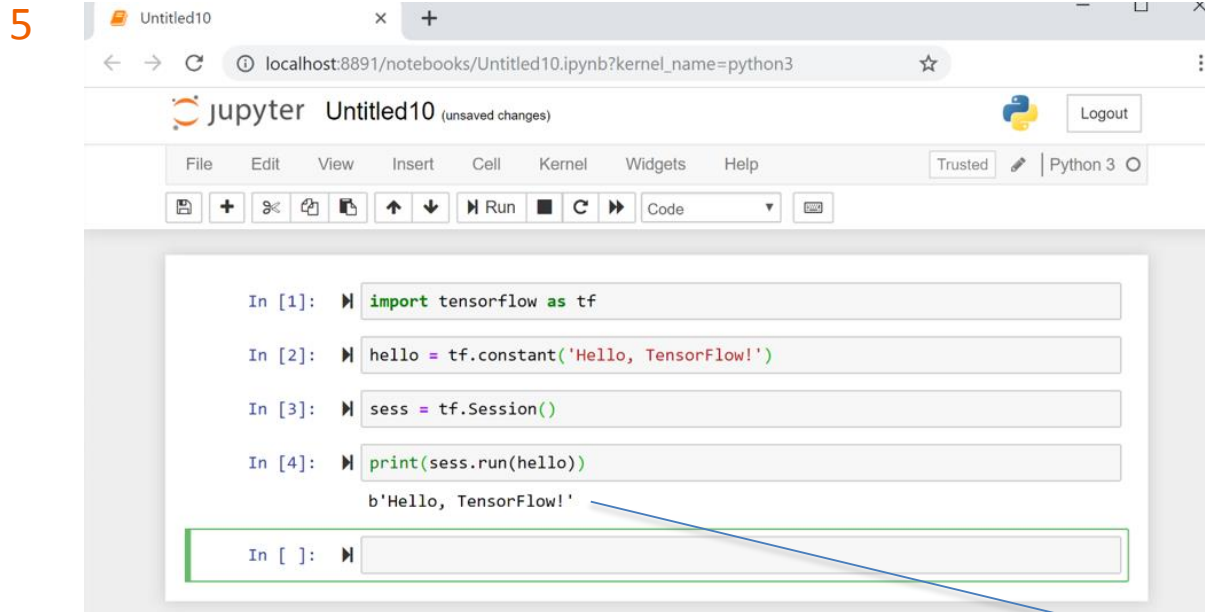 5
Untitled10
localhost:8891/notebooks/Untitled10.ipynb?kernel_name=python3
jupyter Untitled10 (unsaved changes) Logout
File Edit View Insert Cell Kernel Widgets Help Trusted Python 3
Run Code
In [1]: import tensorflow as tf
In [2]: hello = tf.constant('Hello, TensorFlow!')
In [3]: sess = tf.Session()
In [4]: print(sess.run(hello))
b'Hello, TensorFlow!'
In [ ]: